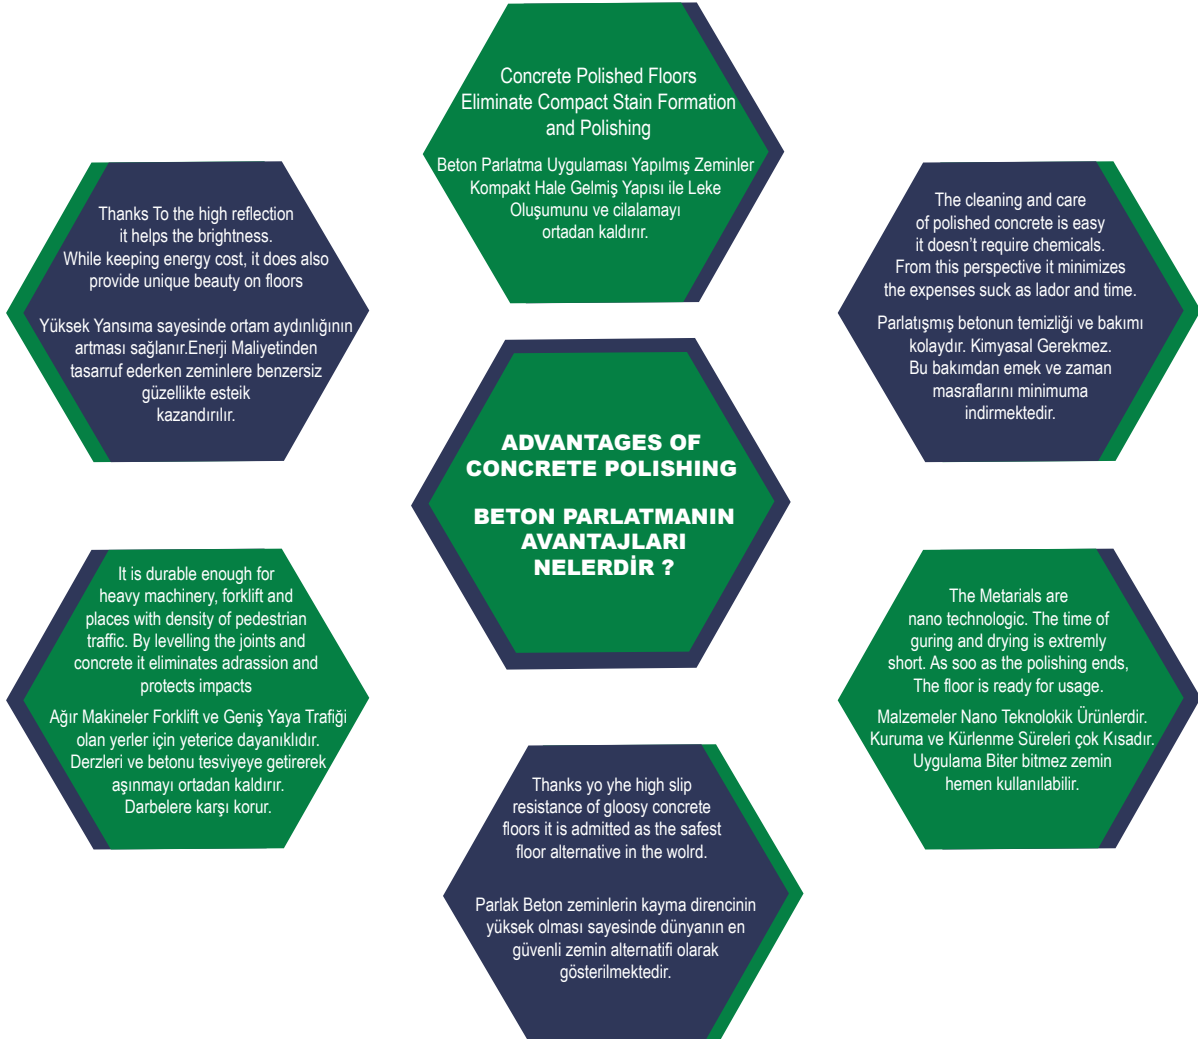 Concrete Polished Floors
Eliminate Compact Stain Formation
and Polishing
Beton Parlatma Uygulaması Yapılmış Zeminler
Kompakt Hale Gelmiş Yapısı ile Leke
Oluşumunu ve cilalamayı
ortadan kaldırır.
Thanks To the high reflection
it helps the brightness.
While keeping energy cost, it does also
provide unique beauty on floors
Yüksek Yansıma sayesinde ortam aydınlığının
artması sağlanır.Enerji Maliyetinden
tasarruf ederken zeminlere benzersiz
güzellikte esteik
kazandırılır.
The cleaning and care
of polished concrete is easy
it doesn’t require chemicals.
From this perspective it minimizes
the expenses suck as lador and time.
Parlatışmış betonun temizliği ve bakımı
kolaydır. Kimyasal Gerekmez.
Bu bakımdan emek ve zaman
masraflarını minimuma
indirmektedir.
ADVANTAGES OF
CONCRETE POLISHING
BETON PARLATMANIN
AVANTAJLARI
NELERDİR ?
It is durable enough for
heavy machinery, forklift and
places with density of pedestrian
traffic. By levelling the joints and
concrete it eliminates adrassion and
protects impacts
Ağır Makineler Forklift ve Geniş Yaya Trafiği
olan yerler için yeterice dayanıklıdır.
Derzleri ve betonu tesviyeye getirerek
aşınmayı ortadan kaldırır.
Darbelere karşı korur.
The Metarials are
nano technologic. The time of
guring and drying is extremly
short. As soo as the polishing ends,
The floor is ready for usage.
Malzemeler Nano Teknolokik Ürünlerdir.
Kuruma ve Kürlenme Süreleri çok Kısadır.
Uygulama Biter bitmez zemin
hemen kullanılabilir.
Thanks yo yhe high slip
resistance of gloosy concrete
floors it is admitted as the safest
floor alternative in the wolrd.
Parlak Beton zeminlerin kayma direncinin
yüksek olması sayesinde dünyanın en
güvenli zemin alternatifi olarak
gösterilmektedir.